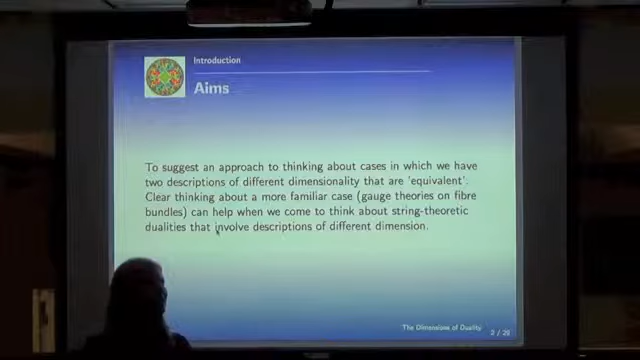 Introduction
Aims
To suggest an approach to thinking about cases in which we have
two descriptions of different dimensionality that are 'equivalent'.
Clear thinking about a more familiar case (gauge theories on fibre
bundles) can help when we come to think about string-theoretic
dualities that involve descriptions of different dimension.
The Dimensions of Duality
2 / 29